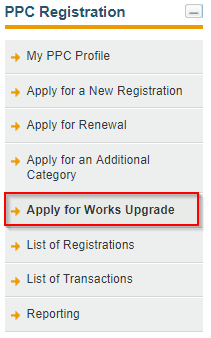 PPC Registration
My PPC Profile
Apply for a New Registration
Apply for Renewal
Apply for an Additional
Category
Apply for Works Upgrade
List of Registrations
List of Transactions
Reporting